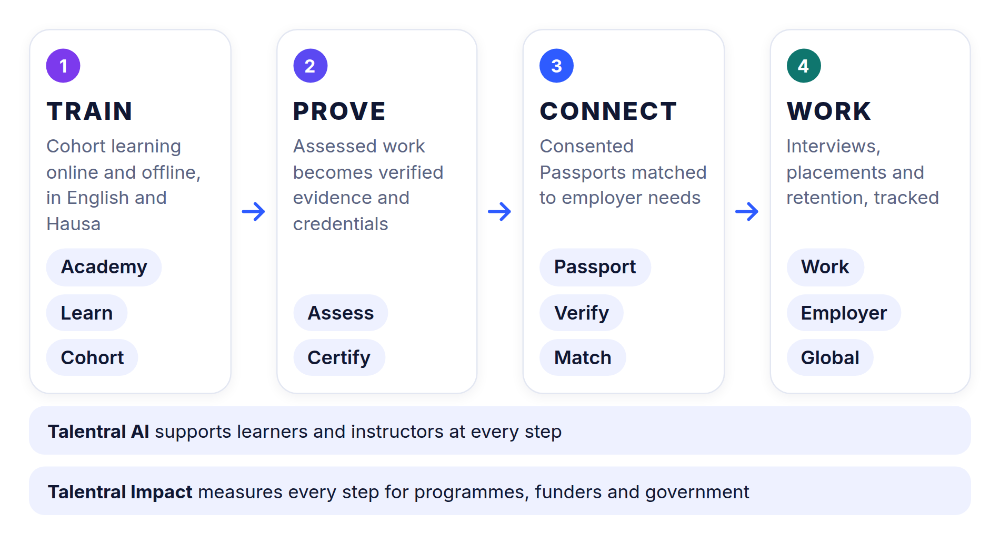 1
TRAIN
Cohort learning
online and offline,
in English and
Hausa
Academy
Learn
Cohort
2
PROVE
Assessed work
becomes verified
evidence and
credentials
Assess
Certify
3
CONNECT
Consented
Passports matched
to employer needs
Passport
Verify
Match
4
WORK
Interviews,
placements and
retention, tracked
Work
Employer
Global
Talentral AI supports learners and instructors at every step
Talentral Impact measures every step for programmes, funders and government